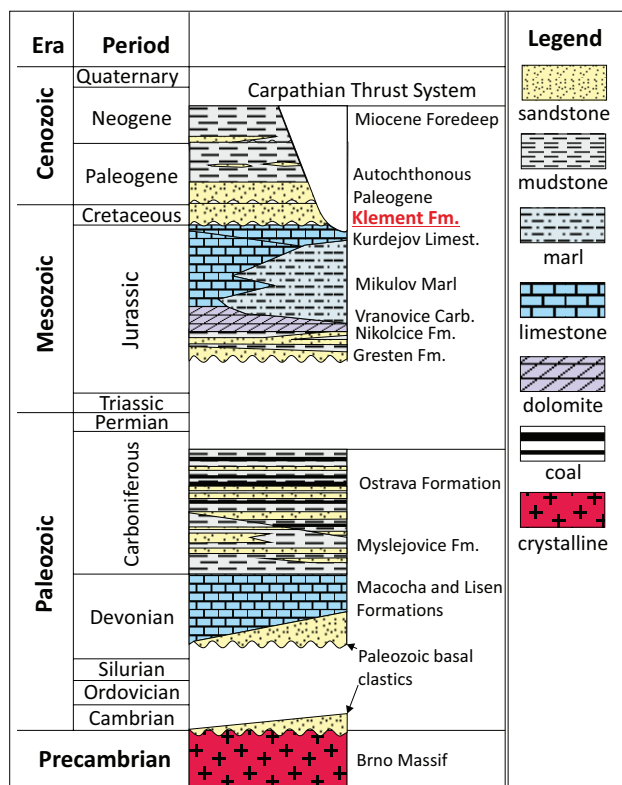 Era
Period
Legend
Quaternary
Carpathian Thrust System
Neogene
Miocene Foredeep
Cenozoic
Paleogene
Autochthonous
Paleogene
Cretaceous
Klement Fm.
Kurdejov Limest.
Mesozoic
Jurassic
Mikulov Marl
Vranovice Carb.
Nikolcice Fm.
Gresten Fm.
Triassic
Permian
Carboniferous
Ostrava Formation
Myslejovice Fm.
Paleozoic
Devonian
Macocha and Lisen
Formations
Silurian
Paleozoic basal
clastics
Ordovician
Cambrian
Precambrian
Brno Massif
sandstone
mudstone
marl
limestone
dolomite
coal
crystalline